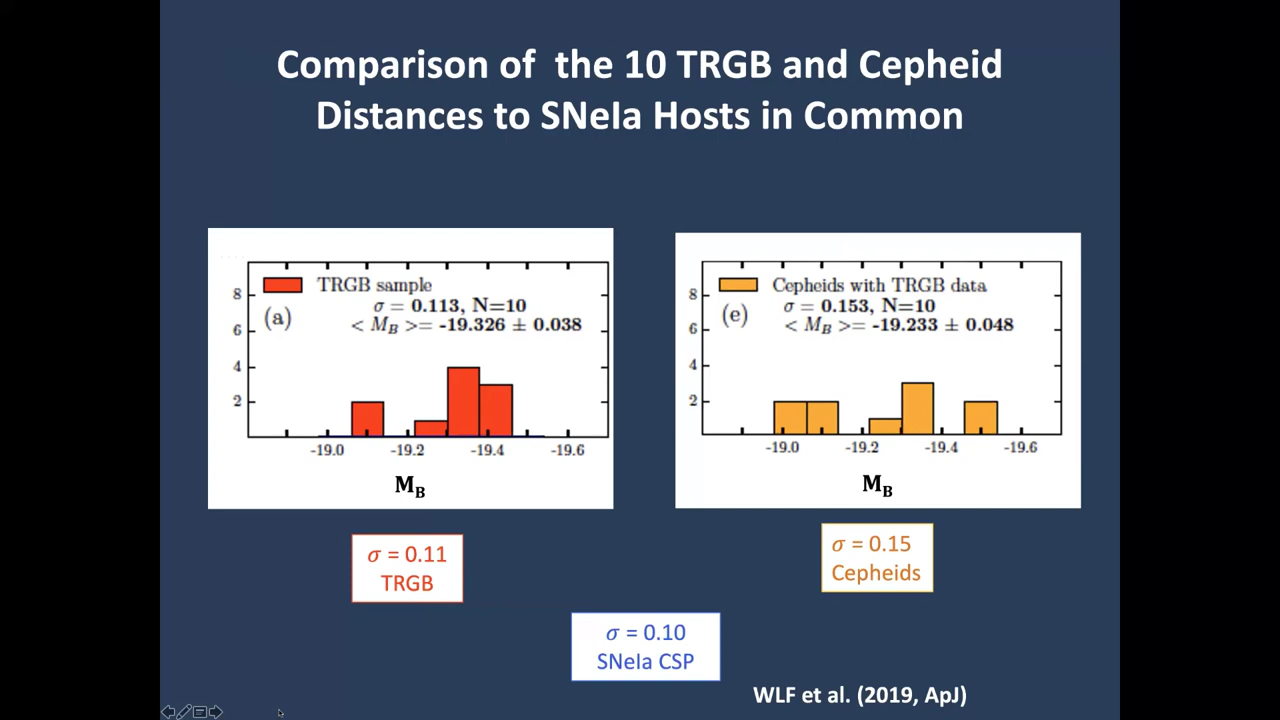 Comparison of the 10 TRGB and Cepheid
Distances to SNeIa Hosts in Common
TRGB sample
σ = 0.113, N=10
(a)
< M_B >= -19.326 ± 0.038
8
6
4
2
-19.0 -19.2 -19.4 -19.6
M_B
Cepheids with TRGB data
σ = 0.153, N=10
(e)
< M_B >= -19.233 ± 0.048
8
6
4
2
-19.0 -19.2 -19.4 -19.6
M_B
σ = 0.11
TRGB
σ = 0.15
Cepheids
σ = 0.10
SNeIa CSP
WLF et al. (2019, ApJ)